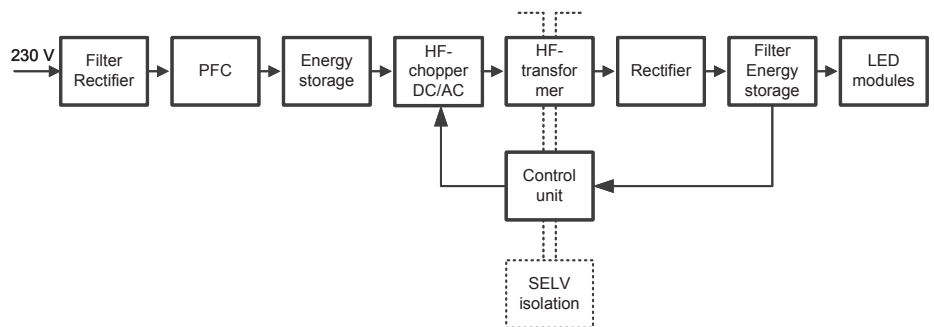 230 V
Filter
Rectifier
PFC
Energy
storage
HF-
chopper
DC/AC
HF-
transfor
mer
Rectifier
Filter
Energy
storage
LED
modules
Control
unit
SELV
isolation